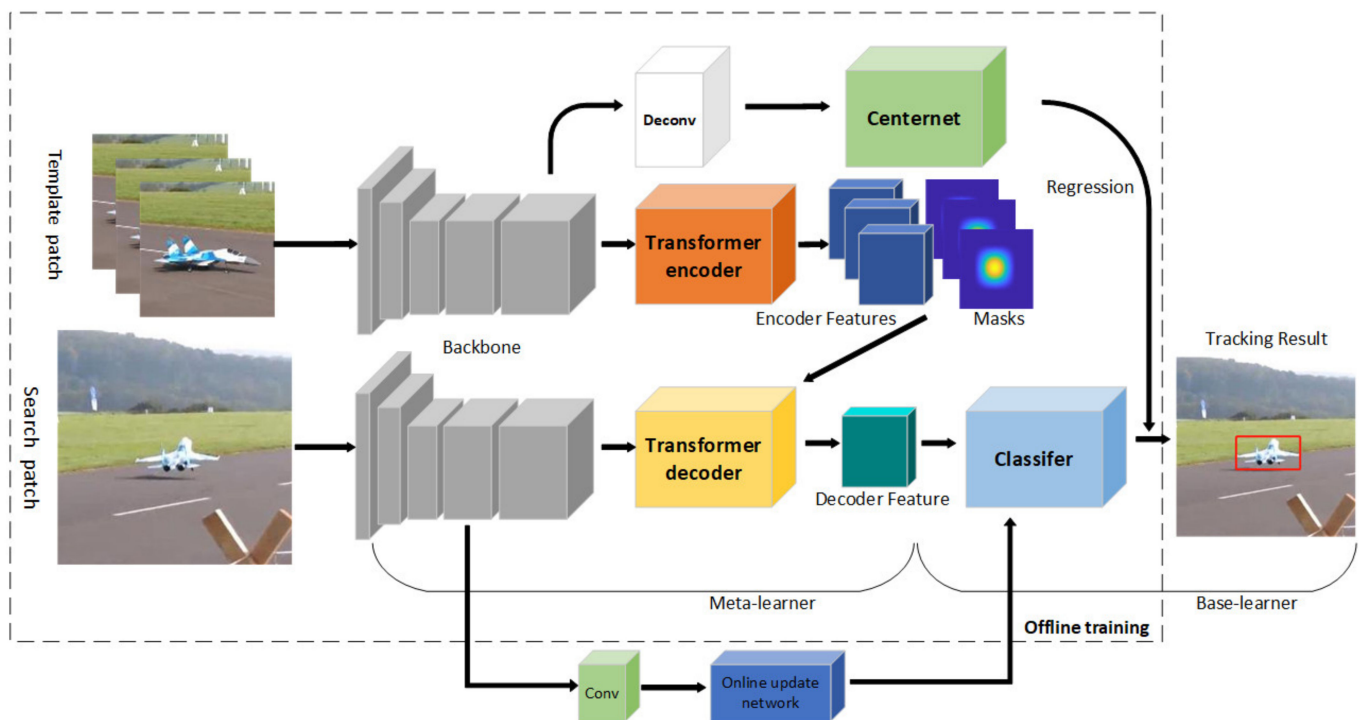 Template patch
Deconv
Centernet
Regression
Transformer
encoder
Encoder Features
Masks
Backbone
Tracking Result
Search patch
Transformer
decoder
Classifer
Decoder Feature
Meta-learner
Base-learner
Offline training
Conv
Online update
network